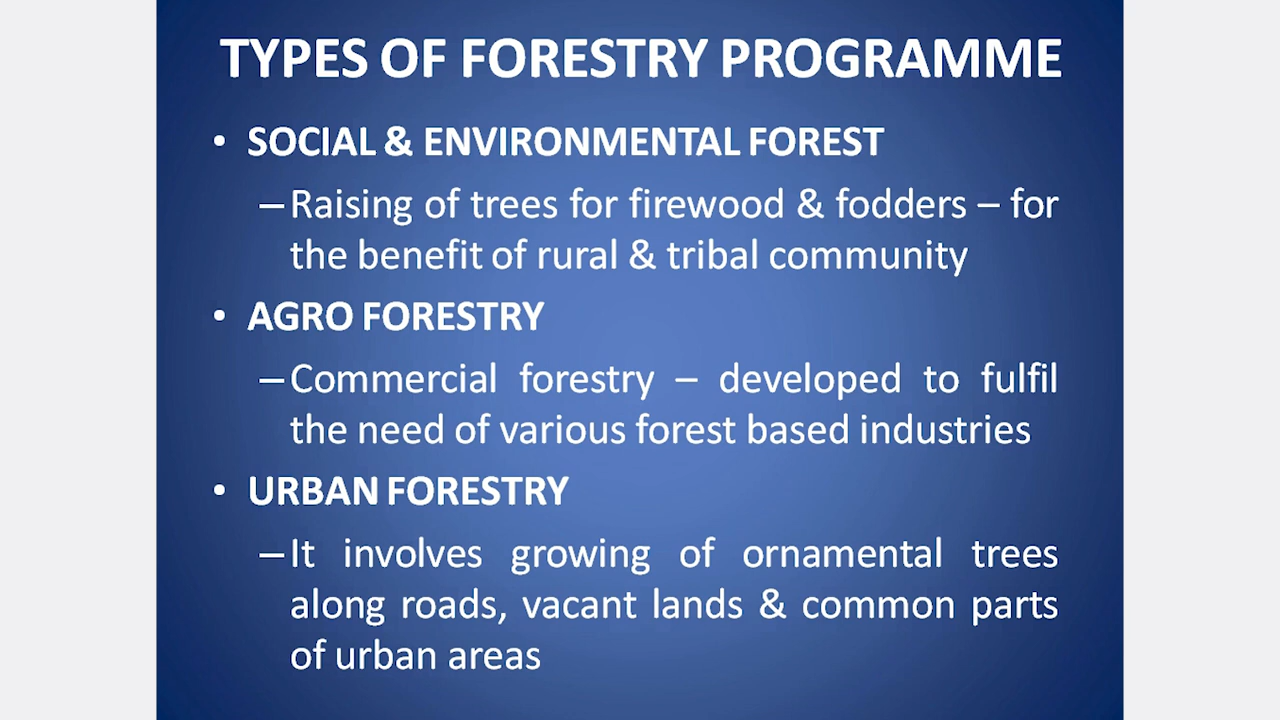 TYPES OF FORESTRY PROGRAMME
• SOCIAL & ENVIRONMENTAL FOREST
–Raising of trees for firewood & fodders – for
the benefit of rural & tribal community
• AGRO FORESTRY
–Commercial forestry – developed to fulfil
the need of various forest based industries
• URBAN FORESTRY
–It involves growing of ornamental trees
along roads, vacant lands & common parts
of urban areas